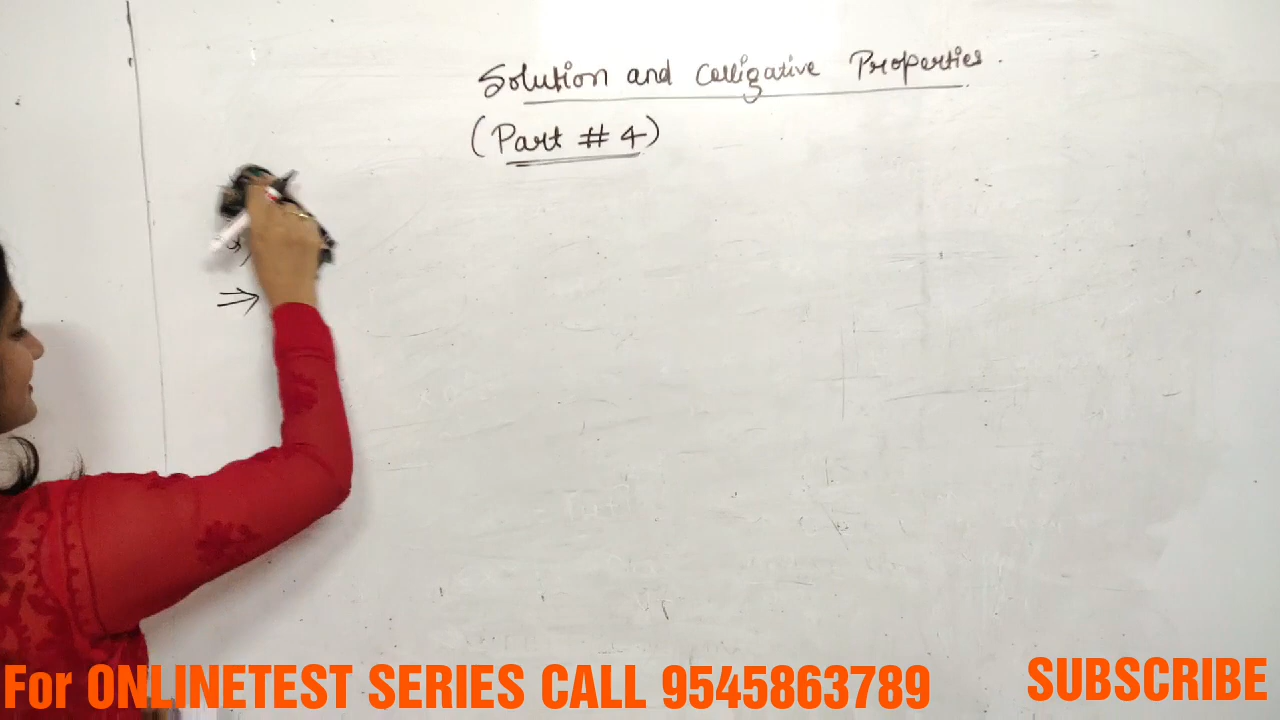 Solution and Colligative Properties.
(Part # 4)
⇒
For ONLINETEST SERIES CALL 9545863789
SUBSCRIBE